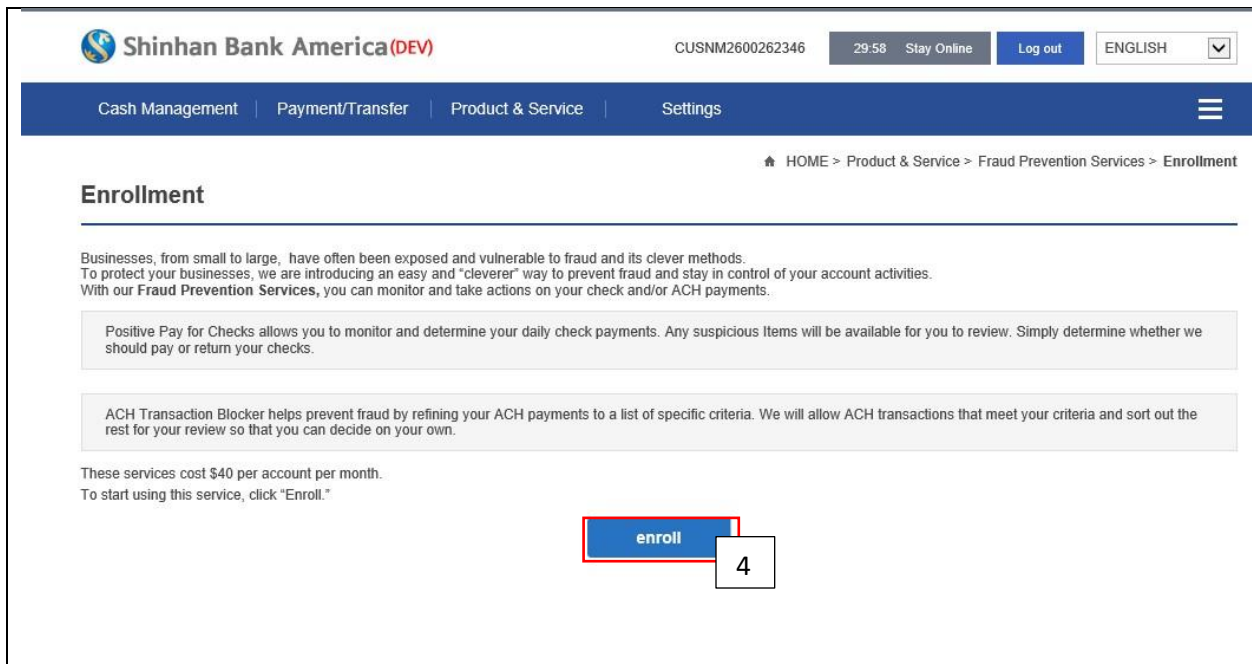 Shinhan Bank America(DEV)
CUSNM2600262346
29:58 Stay Online
Log out
ENGLISH
Cash Management
Payment/Transfer
Product & Service
Settings
HOME > Product & Service > Fraud Prevention Services > Enrollment
Enrollment
Businesses, from small to large, have often been exposed and vulnerable to fraud and its clever methods.
To protect your businesses, we are introducing an easy and “cleverer” way to prevent fraud and stay in control of your account activities.
With our Fraud Prevention Services, you can monitor and take actions on your check and/or ACH payments.
Positive Pay for Checks allows you to monitor and determine your daily check payments. Any suspicious Items will be available for you to review. Simply determine whether we
should pay or return your checks.
ACH Transaction Blocker helps prevent fraud by refining your ACH payments to a list of specific criteria. We will allow ACH transactions that meet your criteria and sort out the
rest for your review so that you can decide on your own.
These services cost $40 per account per month.
To start using this service, click “Enroll.”
enroll
4